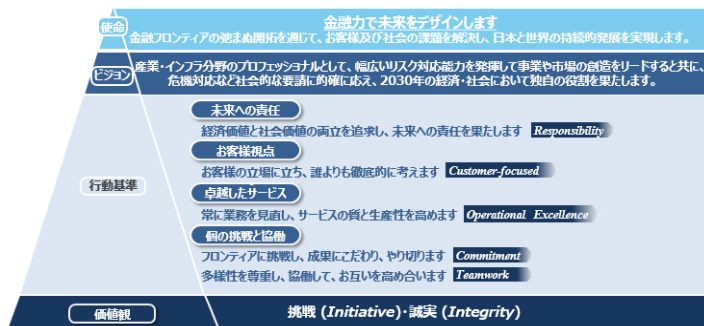 使命
金融力で未来をデザインします
金融フロンティアの弛まぬ開拓を通じて、お客様及び社会の課題を解決し、日本と世界の持続的発展を実現します。
ビジョン
産業・インフラ分野のプロフェッショナルとして、幅広いリスク対応能力を発揮して事業や市場の創造をリードすると共に、
危機対応など社会的な要請に的確に応え、2030年の経済・社会において独自の役割を果たします。
行動基準
未来への責任
経済価値と社会価値の両立を追求し、未来への責任を果たします Responsibility
お客様視点
お客様の立場に立ち、誰よりも徹底的に考えます Customer-focused
卓越したサービス
常に業務を見直し、サービスの質と生産性を高めます Operational Excellence
個の挑戦と協働
フロンティアに挑戦し、成果にこだわり、やり切ります Commitment
多様性を尊重し、協働して、お互いを高め合います Teamwork
価値観
挑戦 (Initiative)・誠実 (Integrity)